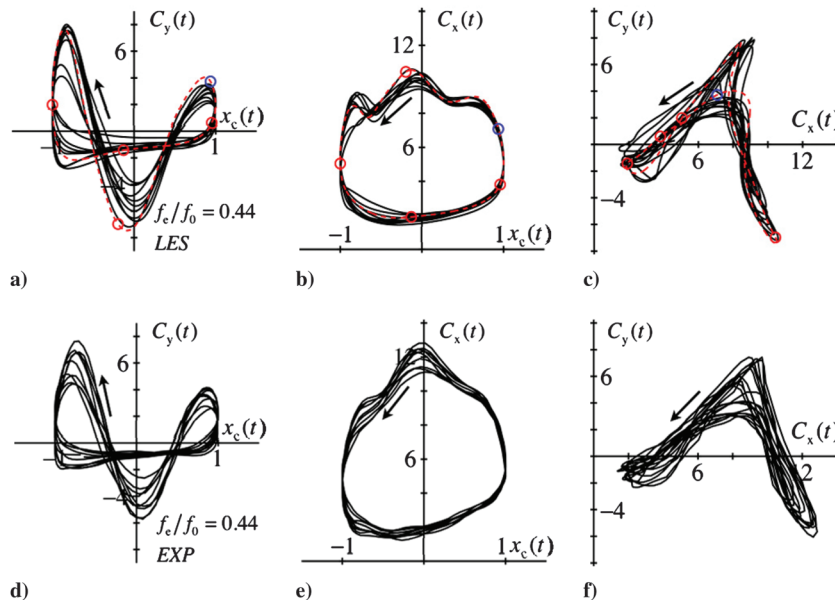 C_y(t)
6
x_c(t)
−1
1
−4
f_e/f_0 = 0.44
LES
a)
C_x(t)
12
6
−1
1 x_c(t)
b)
C_y(t)
6
C_x(t)
6
12
−4
c)
C_y(t)
6
x_c(t)
1
−4
f_e/f_0 = 0.44
EXP
d)
C_x(t)
12
6
−1
1 x_c(t)
e)
C_y(t)
6
C_x(t)
6
12
−4
f)